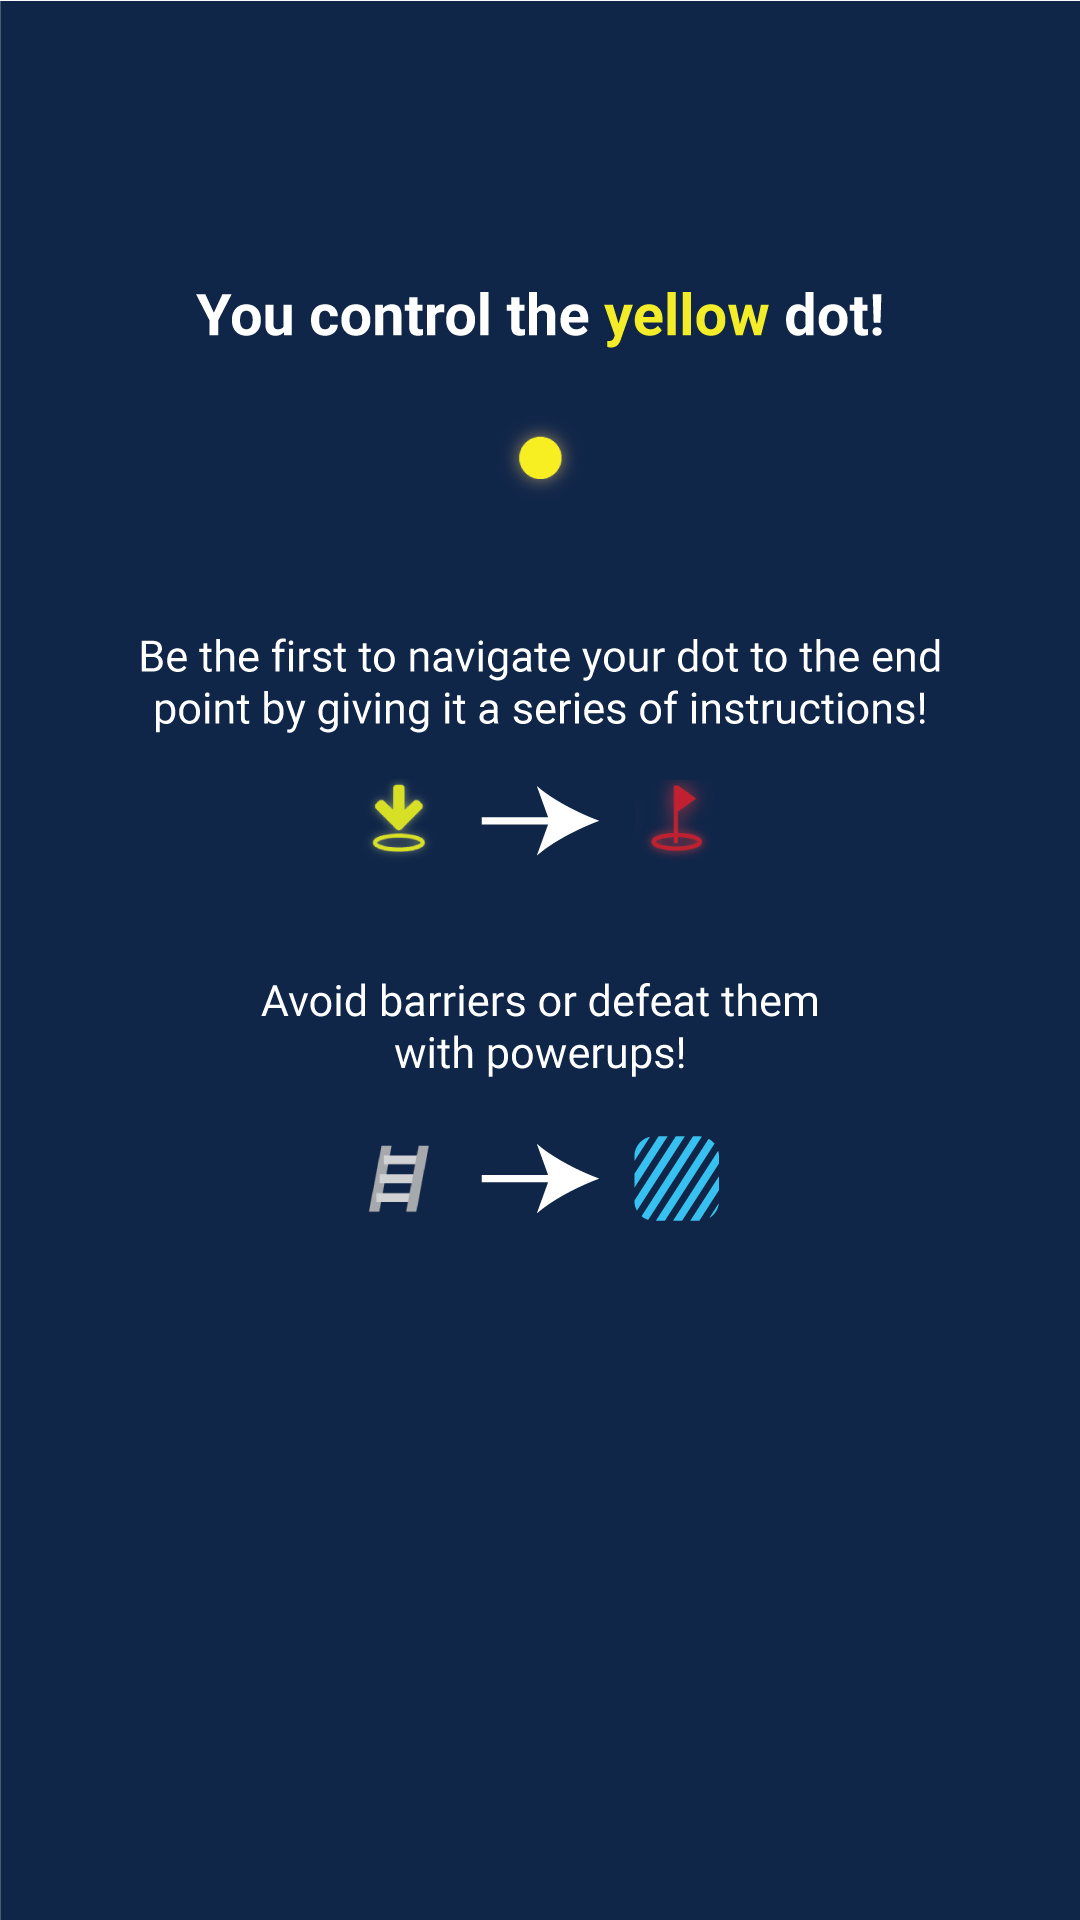 You control the yellow dot!
Be the first to navigate your dot to the end
point by giving it a series of instructions!
Avoid barriers or defeat them
with powerups!